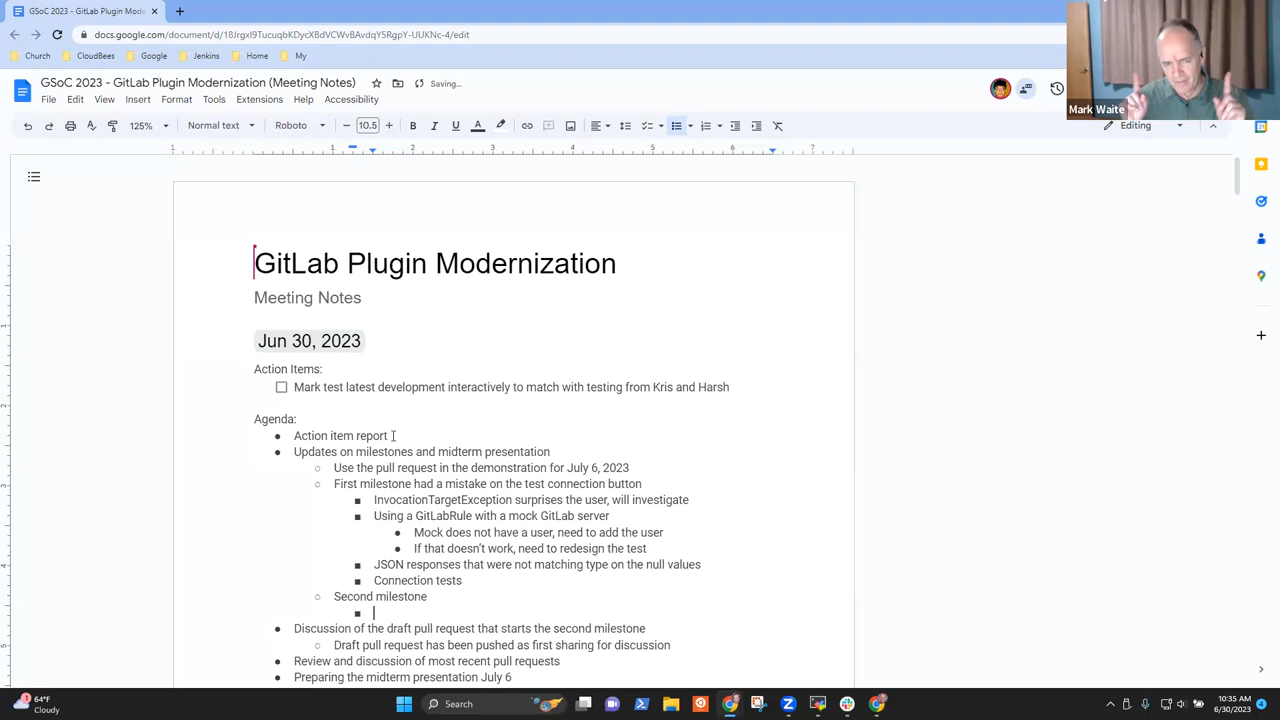 GSoC 2023 - GitLab Plugin Mode
docs.google.com/document/d/18Jrgxl9TucuqbKDycXBdVCWvBAvdqY5RgpY-UUKNc-4/edit
Church CloudBees Google Jenkins Home My
GSoC 2023 - GitLab Plugin Modernization (Meeting Notes) Saving...
File Edit View Insert Format Tools Extensions Accessibility
Mark Waite
125% Normal text Roboto 10.5 Editing
1 1 2 3 4 5 6 7
GitLab Plugin Modernization
Meeting Notes
Jun 30, 2023
Action Items:
Mark test latest development interactively to match with testing from Kris and Harsh
Agenda:
● Action item report
● Updates on milestones and midterm presentation
○ Use the pull request in the demonstration for July 6, 2023
○ First milestone had a mistake on the test connection button
■ InvocationTargetException surprises the user, will investigate
■ Using a GitLabRule with a mock GitLab server
● Mock does not have a user, need to add the user
● If that doesn’t work, need to redesign the test
■ JSON responses that were not matching type on the null values
■ Connection tests
○ Second milestone
■
● Discussion of the draft pull request that starts the second milestone
○ Draft pull request has been pushed as first sharing for discussion
● Review and discussion of most recent pull requests
● Preparing the midterm presentation July 6
64°F
Cloudy
Search
10:35 AM
6/30/2023